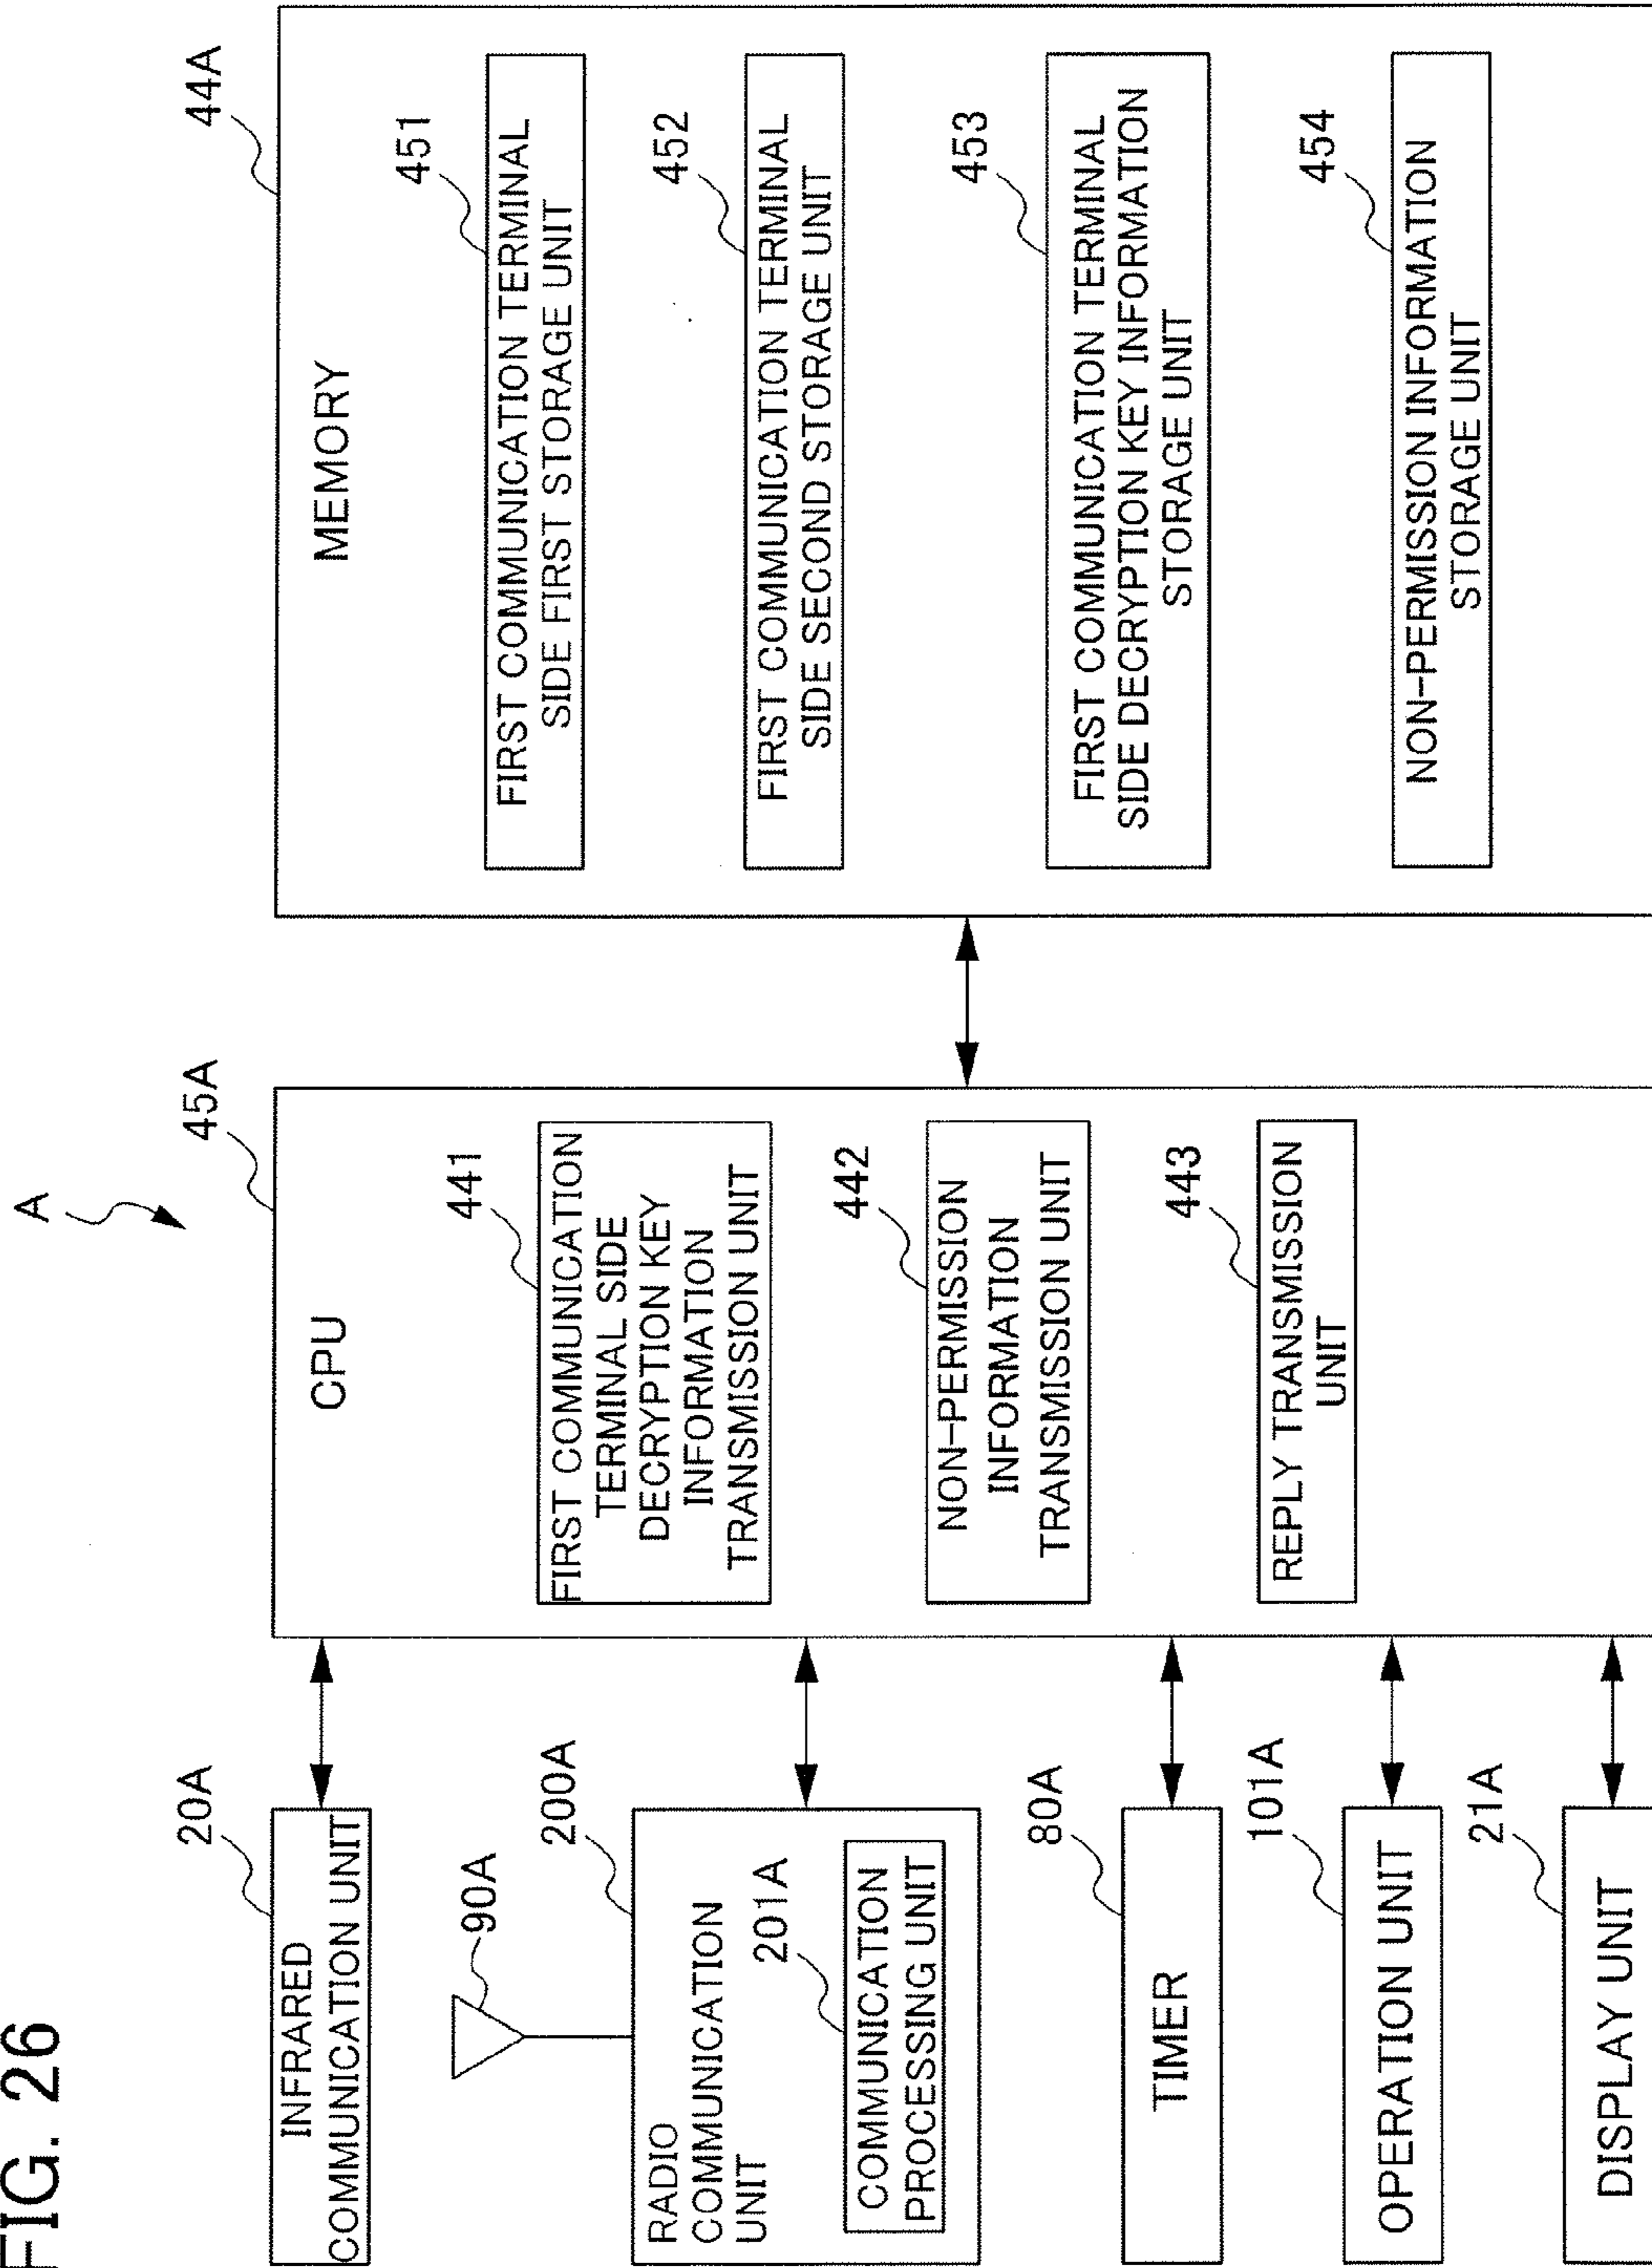 FIG. 26
A
20A
INFRARED
COMMUNICATION UNIT
90A
200A
RADIO
COMMUNICATION
UNIT
201A
COMMUNICATION
PROCESSING UNIT
80A
TIMER
101A
OPERATION UNIT
21A
DISPLAY UNIT
45A
CPU
441
FIRST COMMUNICATION
TERMINAL SIDE
DECRYPTION KEY
INFORMATION
TRANSMISSION UNIT
442
NON-PERMISSION
INFORMATION
TRANSMISSION UNIT
443
REPLY TRANSMISSION
UNIT
44A
MEMORY
451
FIRST COMMUNICATION TERMINAL
SIDE FIRST STORAGE UNIT
452
FIRST COMMUNICATION TERMINAL
SIDE SECOND STORAGE UNIT
453
FIRST COMMUNICATION TERMINAL
SIDE DECRYPTION KEY INFORMATION
STORAGE UNIT
454
NON-PERMISSION INFORMATION
STORAGE UNIT